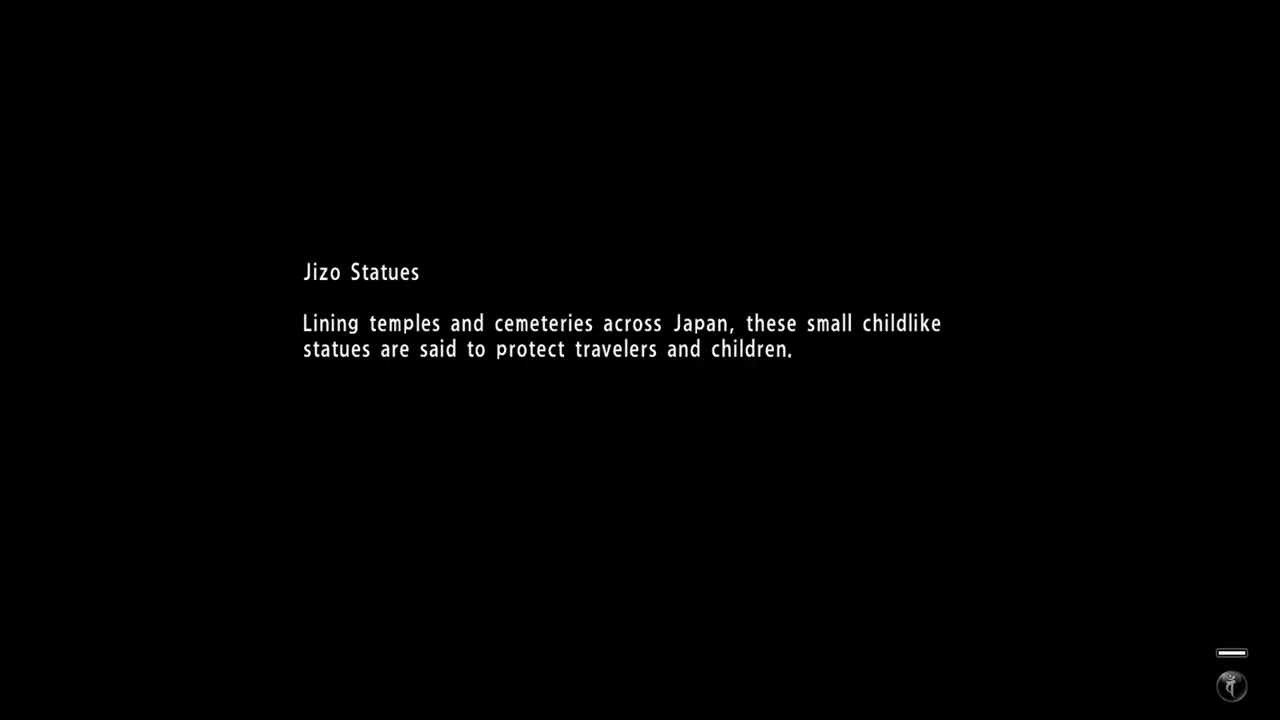 Jizo Statues
Lining temples and cemeteries across Japan, these small childlike
statues are said to protect travelers and children.